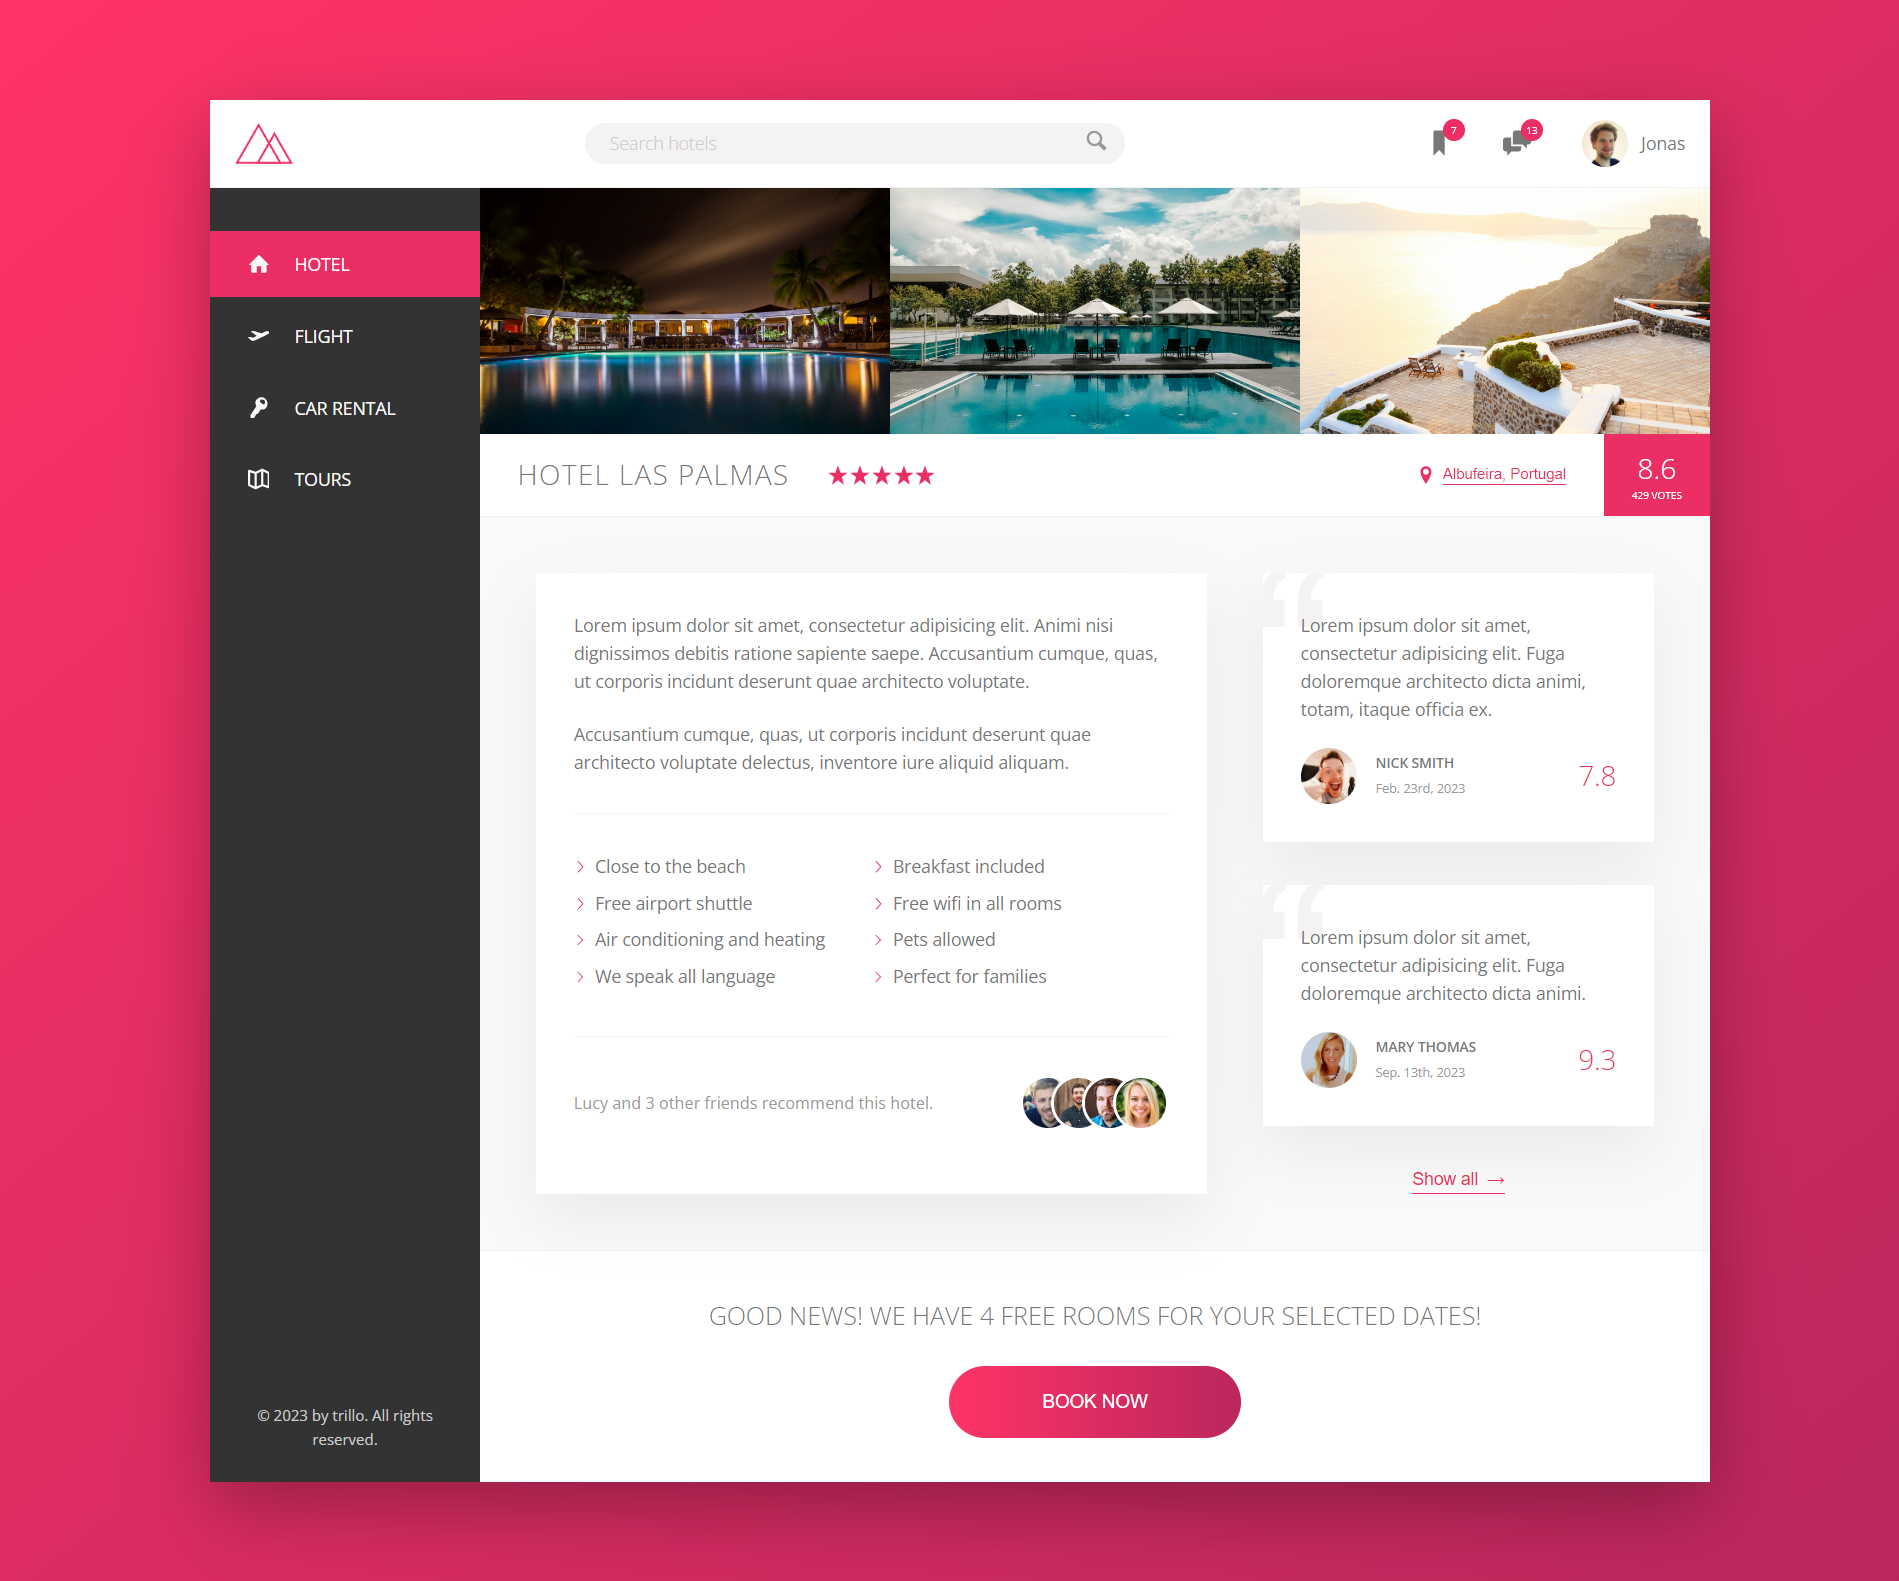 Search hotels
7
13
Jonas
HOTEL
FLIGHT
CAR RENTAL
TOURS
© 2023 by trillo. All rights
reserved.
HOTEL LAS PALMAS
Albufeira, Portugal
8.6
429 VOTES
Lorem ipsum dolor sit amet, consectetur adipisicing elit. Animi nisi
dignissimos debitis ratione sapiente saepe. Accusantium cumque, quas,
ut corporis incidunt deserunt quae architecto voluptate.
Accusantium cumque, quas, ut corporis incidunt deserunt quae
architecto voluptate delectus, inventore iure aliquid aliquam.
Close to the beach
Breakfast included
Free airport shuttle
Free wifi in all rooms
Air conditioning and heating
Pets allowed
We speak all language
Perfect for families
Lucy and 3 other friends recommend this hotel.
“
Lorem ipsum dolor sit amet,
consectetur adipisicing elit. Fuga
doloremque architecto dicta animi,
totam, itaque officia ex.
NICK SMITH
Feb. 23rd, 2023
7.8
“
Lorem ipsum dolor sit amet,
consectetur adipisicing elit. Fuga
doloremque architecto dicta animi.
MARY THOMAS
Sep. 13th, 2023
9.3
Show all →
GOOD NEWS! WE HAVE 4 FREE ROOMS FOR YOUR SELECTED DATES!
BOOK NOW